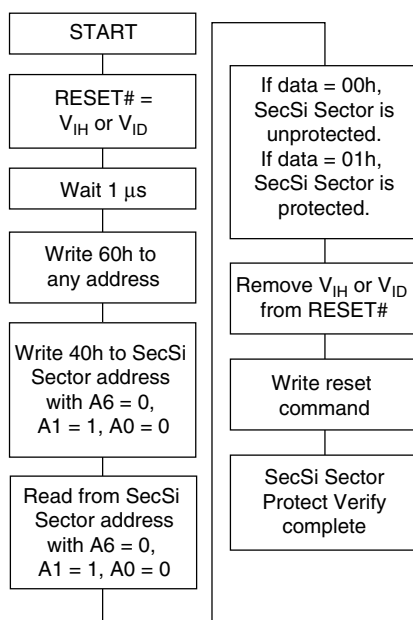 START
RESET# =
V_IH or V_ID
Wait 1 μs
Write 60h to
any address
Write 40h to SecSi
Sector address
with A6 = 0,
A1 = 1, A0 = 0
Read from SecSi
Sector address
with A6 = 0,
A1 = 1, A0 = 0
If data = 00h,
SecSi Sector is
unprotected.
If data = 01h,
SecSi Sector is
protected.
Remove V_IH or V_ID
from RESET#
Write reset
command
SecSi Sector
Protect Verify
complete